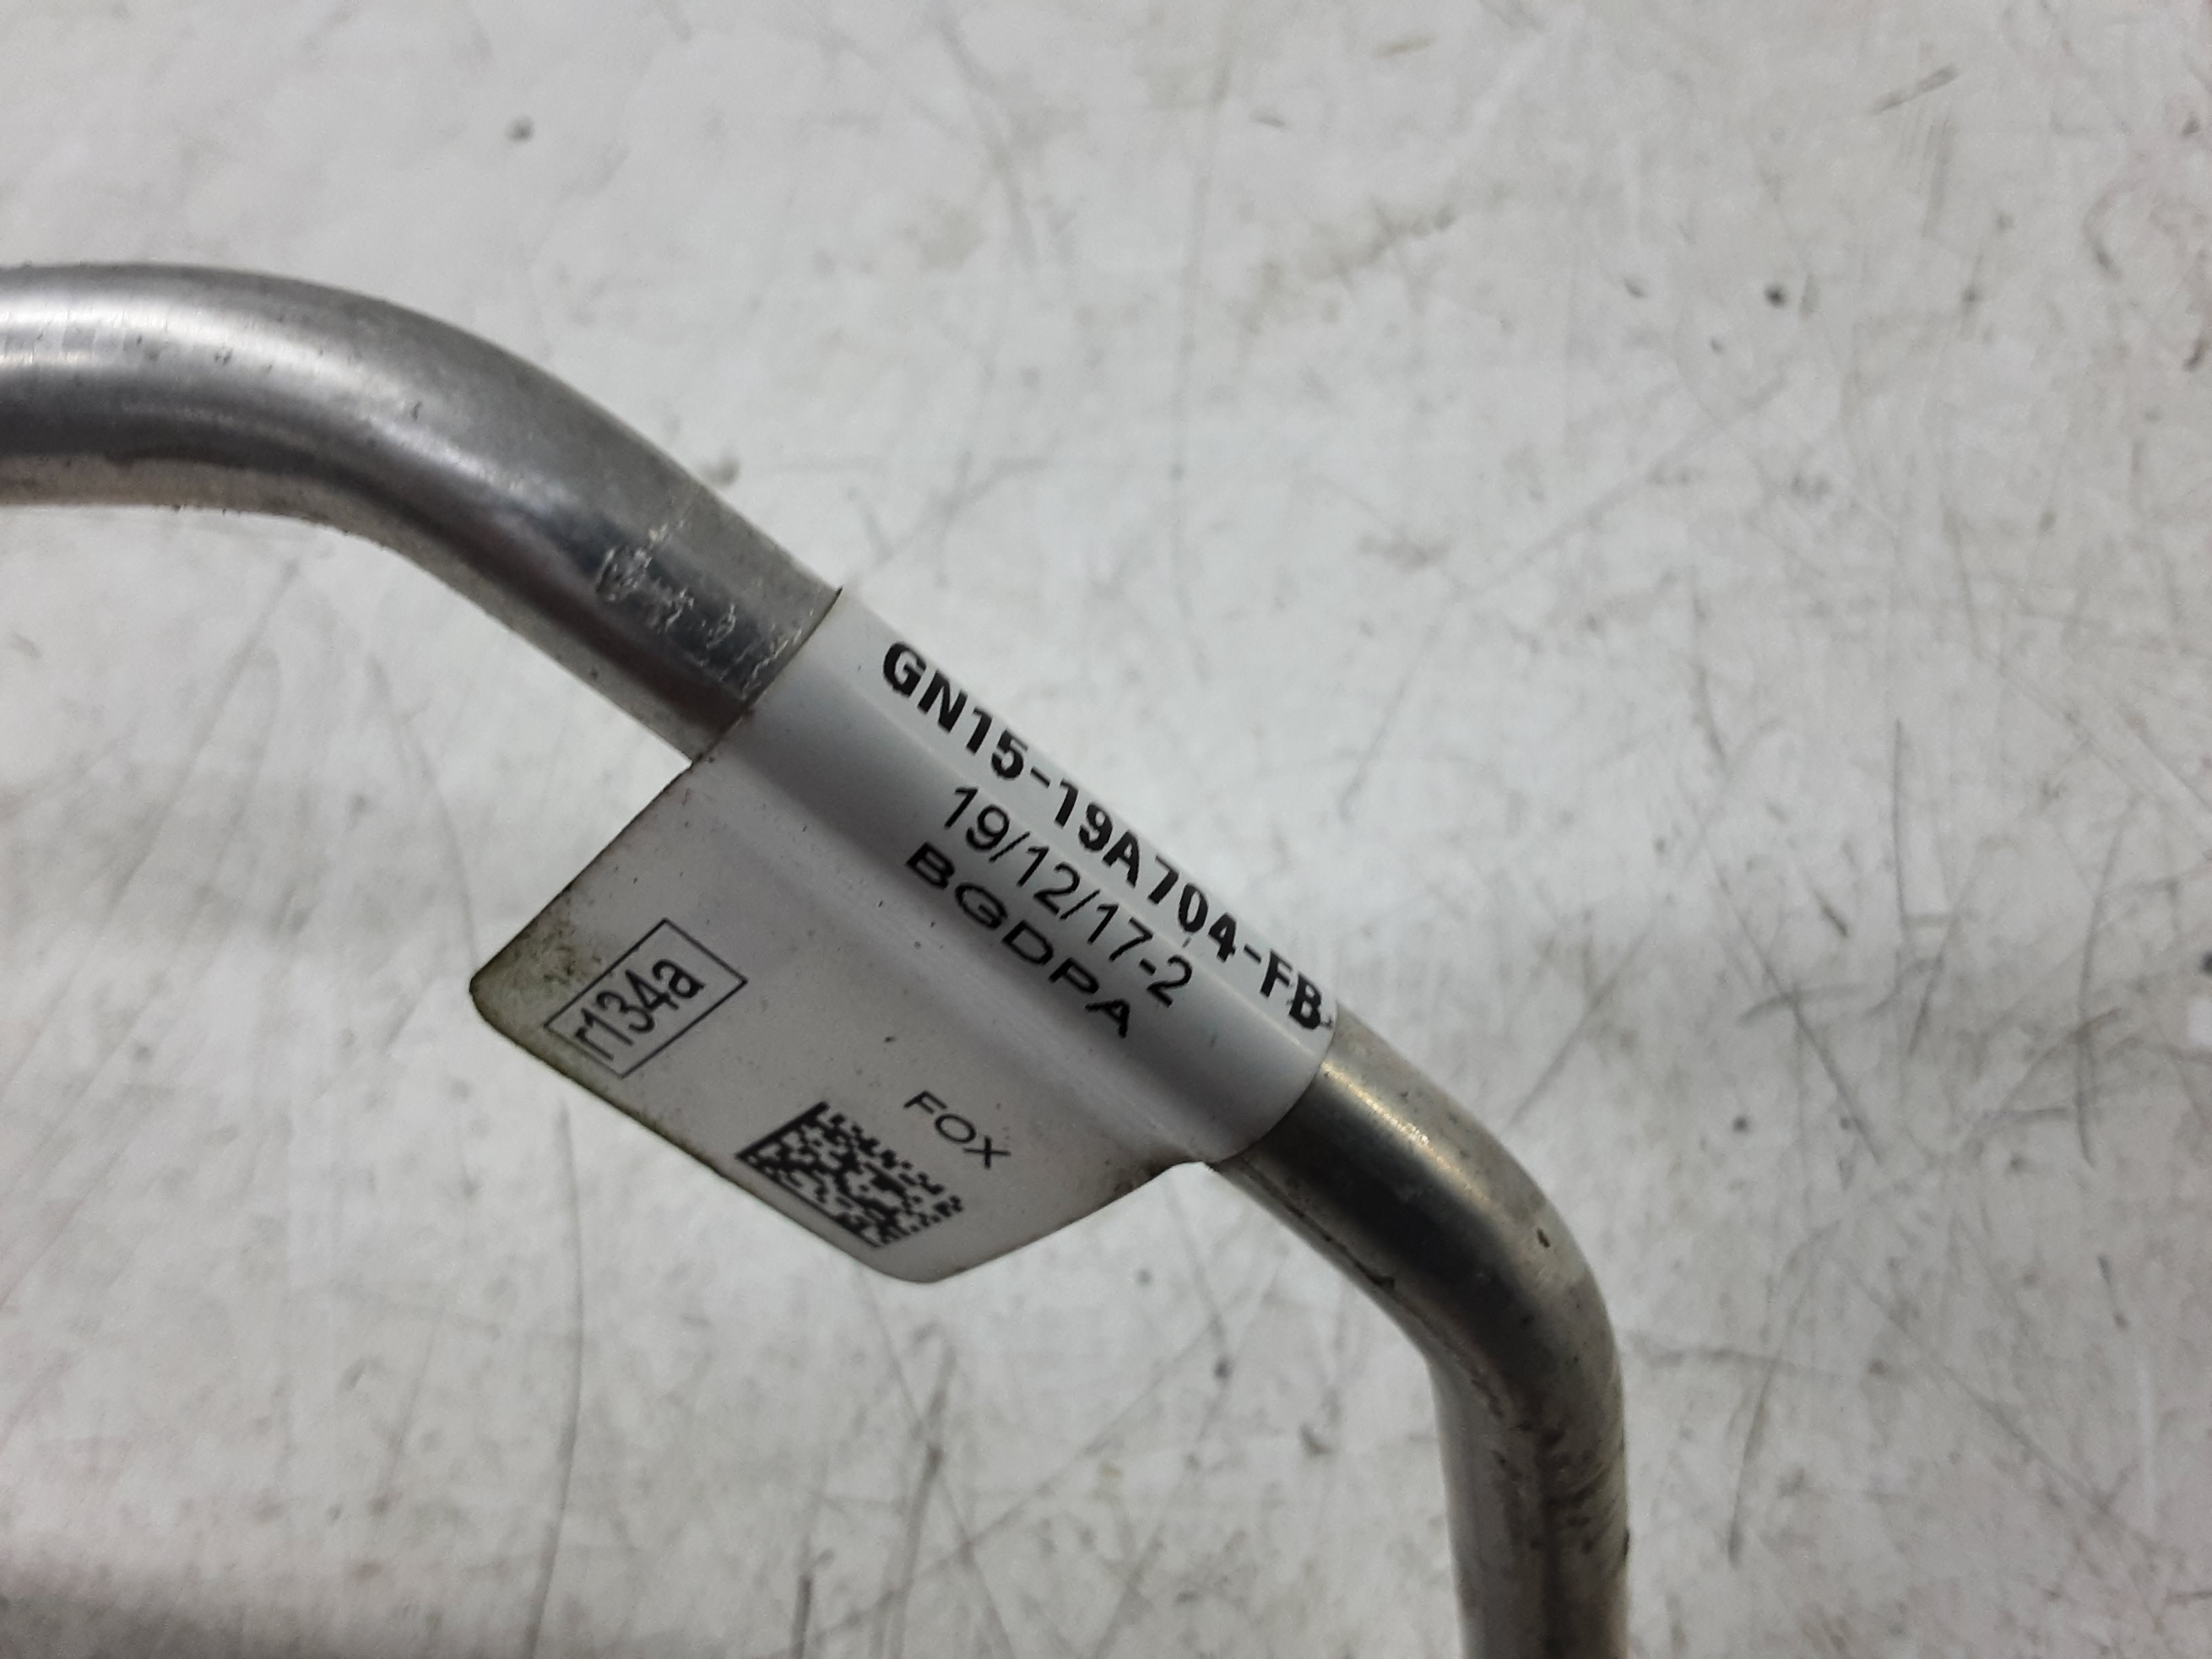 GN15-19A704-FB
19/12/17-2
BGDPA
r134a
FOX